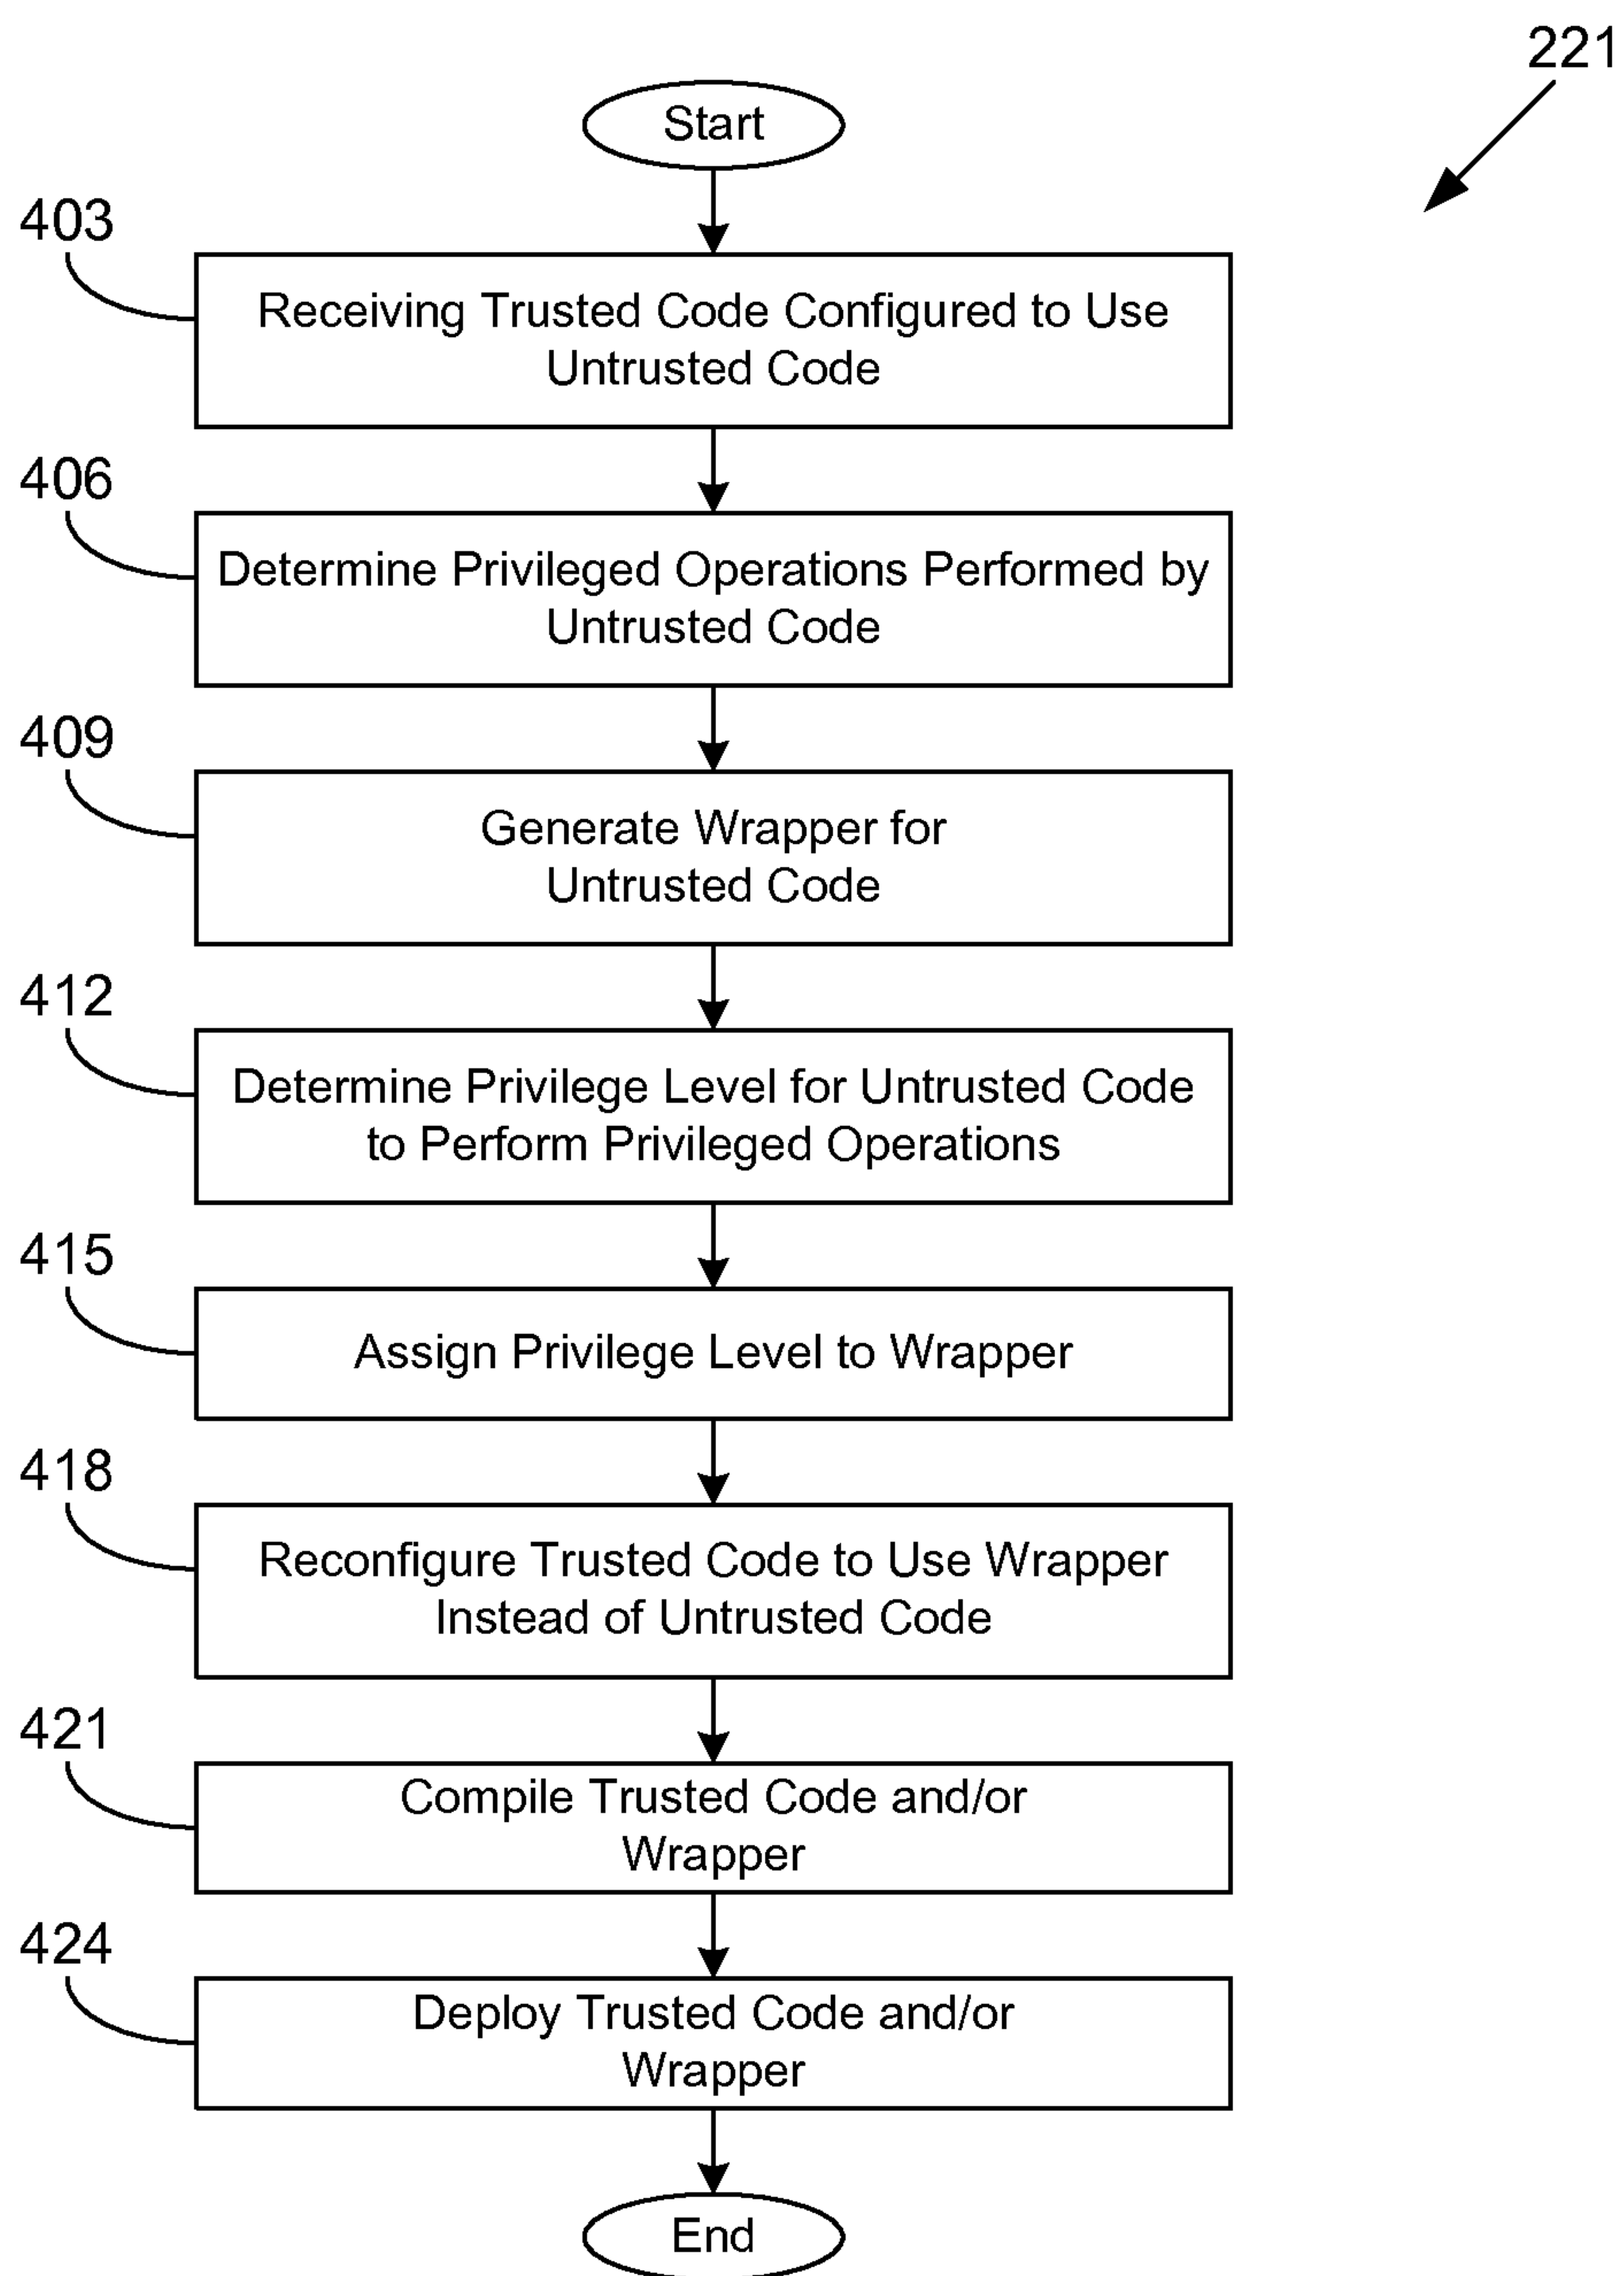 221
Start
403
Receiving Trusted Code Configured to Use
Untrusted Code
406
Determine Privileged Operations Performed by
Untrusted Code
409
Generate Wrapper for
Untrusted Code
412
Determine Privilege Level for Untrusted Code
to Perform Privileged Operations
415
Assign Privilege Level to Wrapper
418
Reconfigure Trusted Code to Use Wrapper
Instead of Untrusted Code
421
Compile Trusted Code and/or
Wrapper
424
Deploy Trusted Code and/or
Wrapper
End